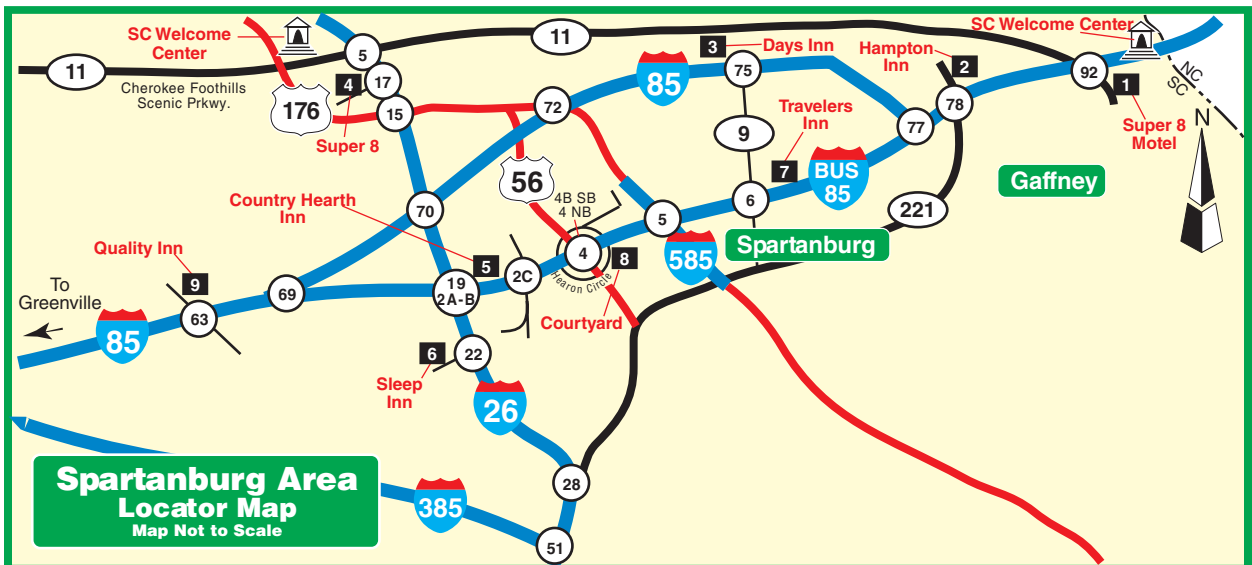 SC Welcome
Center
5
11
3
Days Inn
SC Welcome Center
Hampton
Inn
2
11
Cherokee Foothills
Scenic Prkwy.
4
17
85
75
92
1
NC
SC
176
15
72
Travelers
Inn
78
Super 8
Motel
N
Super 8
9
77
56
4B SB
4 NB
7
BUS
85
Gaffney
Country Hearth
Inn
70
5
6
221
Quality Inn
9
5
2C
4
8
585
Spartanburg
Hearon Circle
To
Greenville
85
63
69
19
2A-B
Courtyard
6
22
Sleep
Inn
26
Spartanburg Area
Locator Map
Map Not to Scale
385
28
51